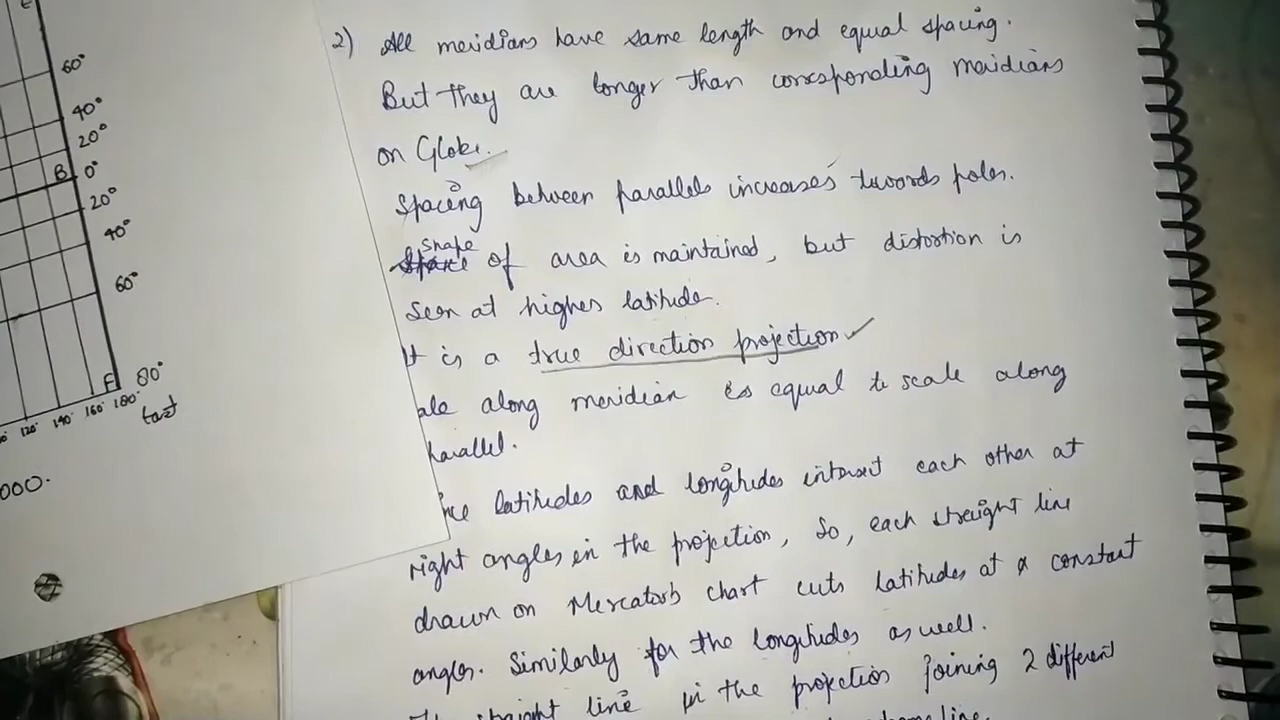 E
60°
40°
20°
B 0°
20°
40°
60°
F 80°
120° 140° 160° 180°
East
000.
2) All meridians have same length and equal spacing.
But they are longer than corresponding meridians
on Globe.
Spacing between parallels increases towards poles.
Shape of area is maintained, but distortion is
seen at higher latitude.
It is a true direction projection
ale along meridian is equal to scale along
parallel.
nce latitudes and longitudes intersect each other at
right angles in the projection, So, each straight line
drawn on Mercator's chart cuts latitudes at a constant
angles. Similarly for the longitudes as well.
straight line in the projection joining 2 different
line.